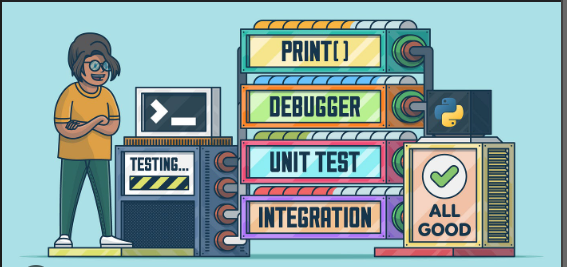 PRINT()
DEBUGGER
UNIT TEST
INTEGRATION
TESTING...
>_
ALL
GOOD